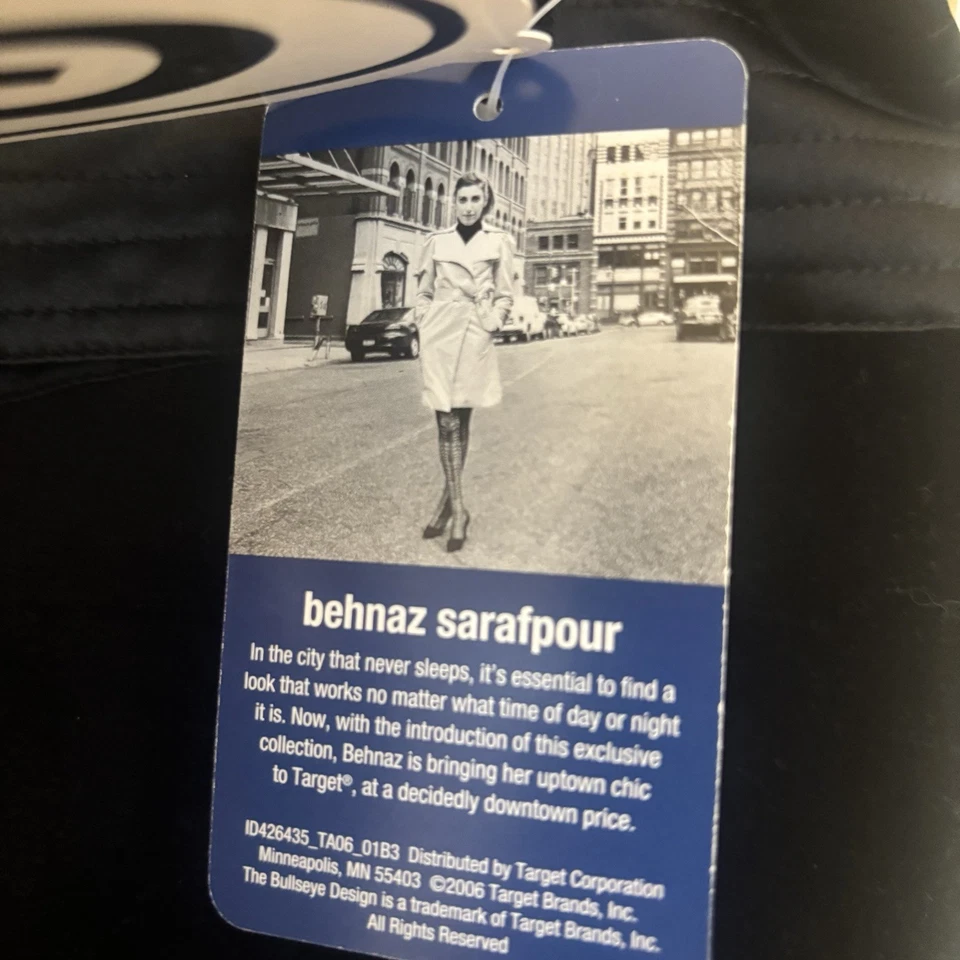 behnaz sarafpour
In the city that never sleeps, it's essential to find a
look that works no matter what time of day or night
it is. Now, with the introduction of this exclusive
collection, Behnaz is bringing her uptown chic
to Target®, at a decidedly downtown price.
ID426435_TA06_01B3 Distributed by Target Corporation
Minneapolis, MN 55403 ©2006 Target Brands, Inc.
The Bullseye Design is a trademark of Target Brands, Inc.
All Rights Reserved